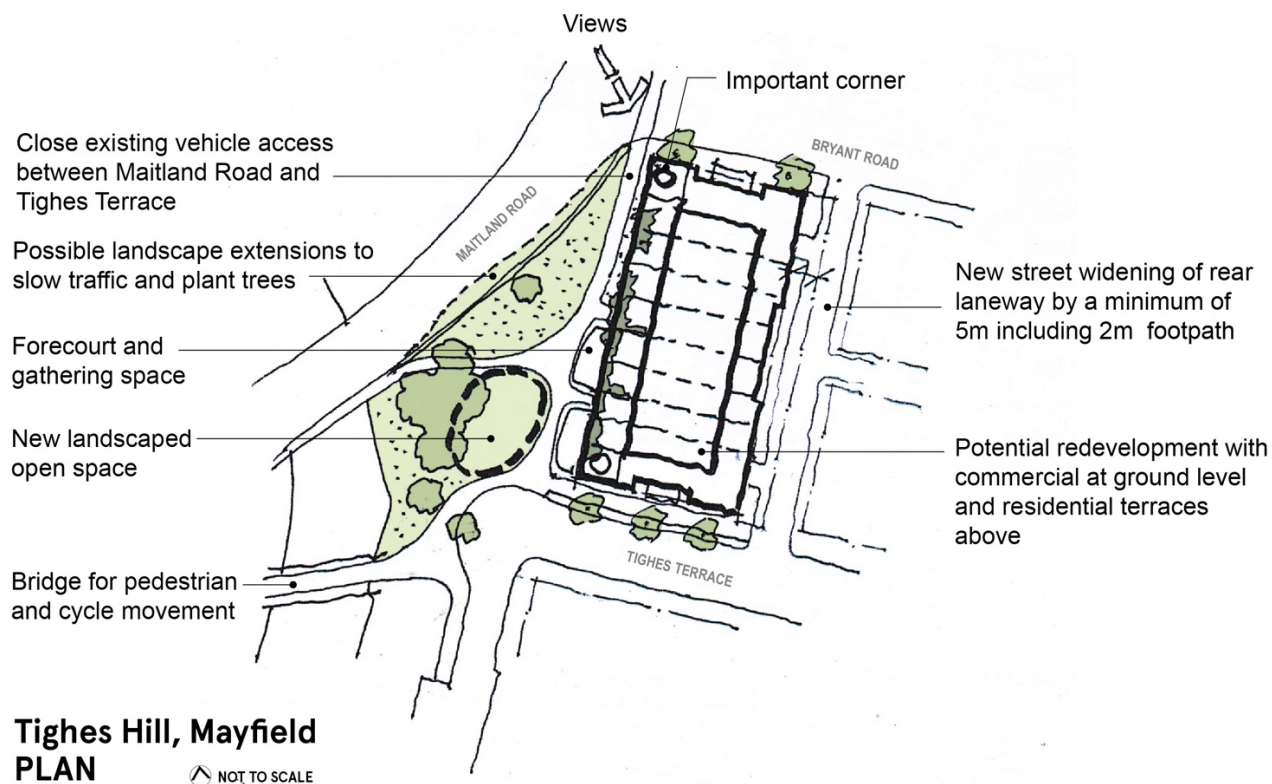 Views
Important corner
Close existing vehicle access
between Maitland Road and
Tighes Terrace
BRYANT ROAD
MAITLAND ROAD
Possible landscape extensions to
slow traffic and plant trees
New street widening of rear
laneway by a minimum of
5m including 2m footpath
Forecourt and
gathering space
New landscaped
open space
Potential redevelopment with
commercial at ground level
and residential terraces
above
TIGHES TERRACE
Bridge for pedestrian
and cycle movement
Tighes Hill, Mayfield
PLAN
NOT TO SCALE